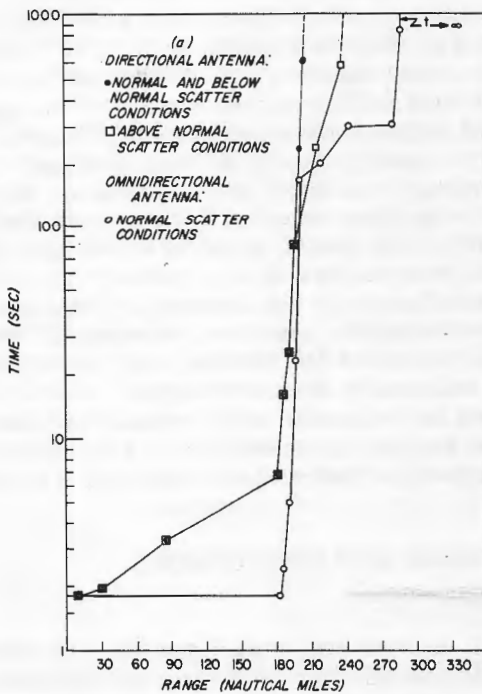 1000
100
10
1
TIME (SEC)
(a)
DIRECTIONAL ANTENNA:
● NORMAL AND BELOW
NORMAL SCATTER
CONDITIONS
□ ABOVE NORMAL
SCATTER CONDITIONS
OMNIDIRECTIONAL
ANTENNA:
○ NORMAL SCATTER
CONDITIONS
Σt→∞
30 60 90 120 150 180 210 240 270 300 330
RANGE (NAUTICAL MILES)